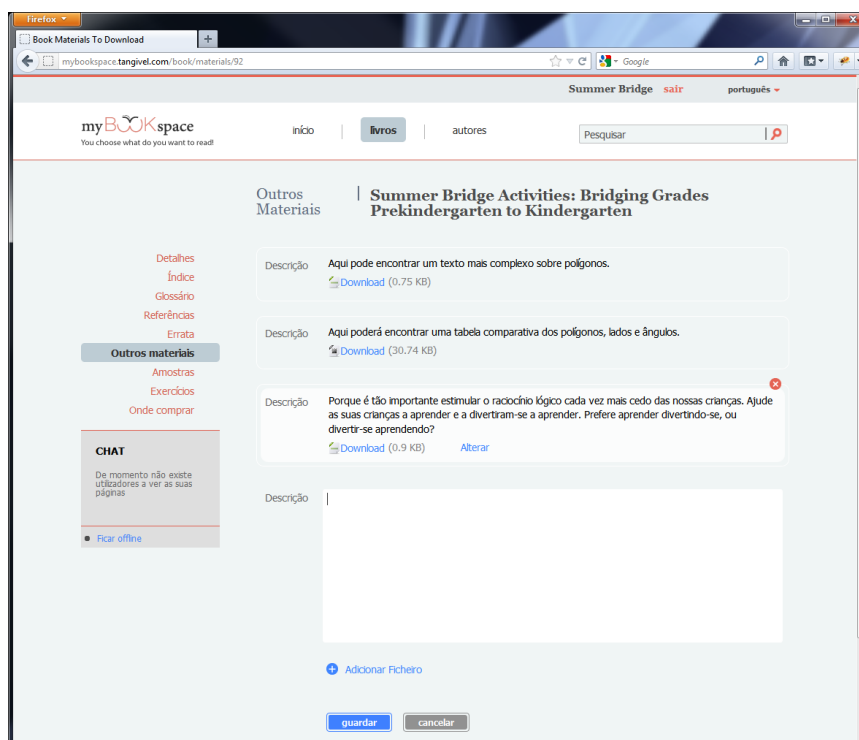 Firefox
Book Materials To Download
mybookspace.tangivel.com/book/materials/92
Google
Summer Bridge sair português
my BOOK space
You choose what do you want to read!
início | livros | autores
Pesquisar
Outros Materiais
Summer Bridge Activities: Bridging Grades
Prekindergarten to Kindergarten
Detalhes
Índice
Glossário
Referências
Errata
Outros materiais
Amostras
Exercícios
Onde comprar
CHAT
De momento não existe
utilizadores a ver as suas
páginas
Ficar offline
Descrição
Aqui pode encontrar um texto mais complexo sobre polígonos.
Download (0.75 KB)
Descrição
Aqui poderá encontrar uma tabela comparativa dos polígonos, lados e ângulos.
Download (30.74 KB)
Descrição
Porque é tão importante estimular o raciocínio lógico cada vez mais cedo das nossas crianças. Ajude
as suas crianças a aprender e a divertiram-se a aprender. Prefere aprender divertindo-se, ou
divertir-se aprendendo?
Download (0.9 KB) Alterar
Descrição
Adicionar Ficheiro
guardar cancelar